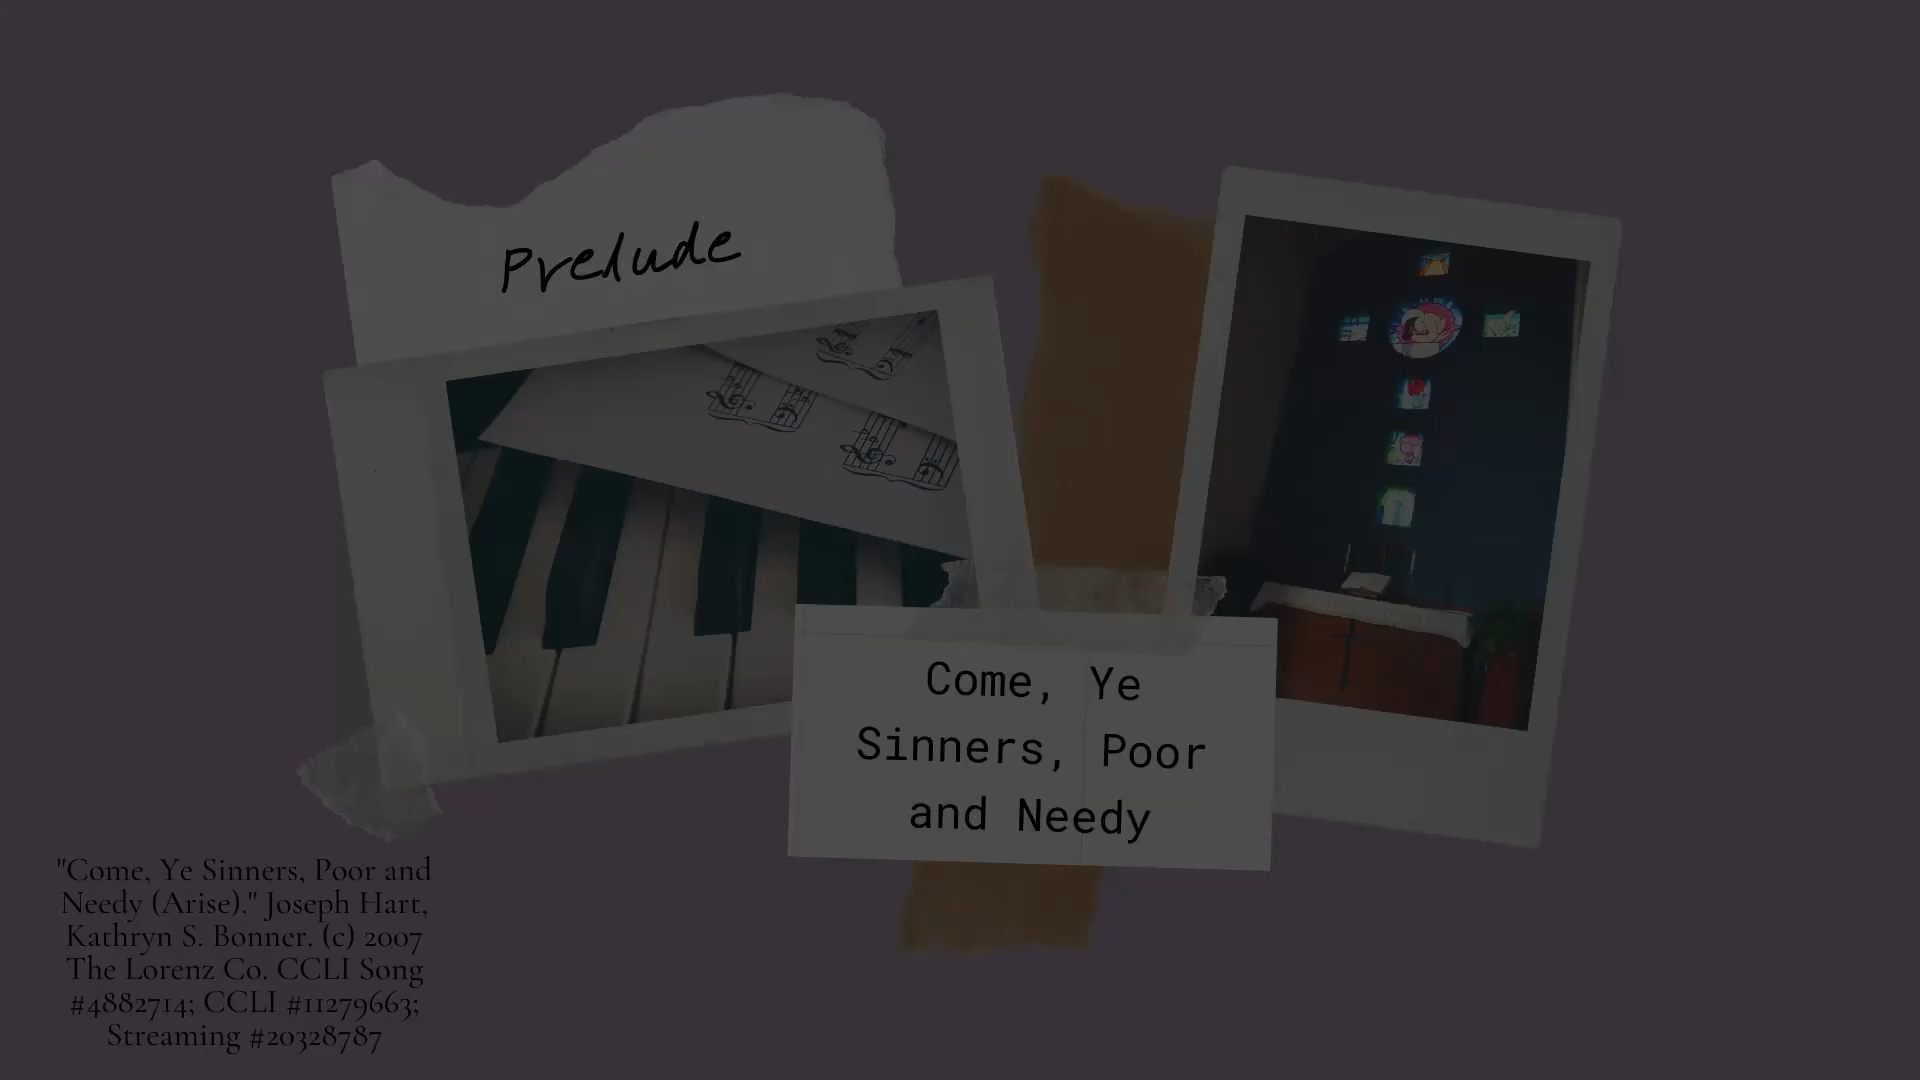 Prelude
Come, Ye
Sinners, Poor
and Needy
"Come, Ye Sinners, Poor and
Needy (Arise)." Joseph Hart,
Kathryn S. Bonner. (c) 2007
The Lorenz Co. CCLI Song
#4882714; CCLI #11279663;
Streaming #20328787